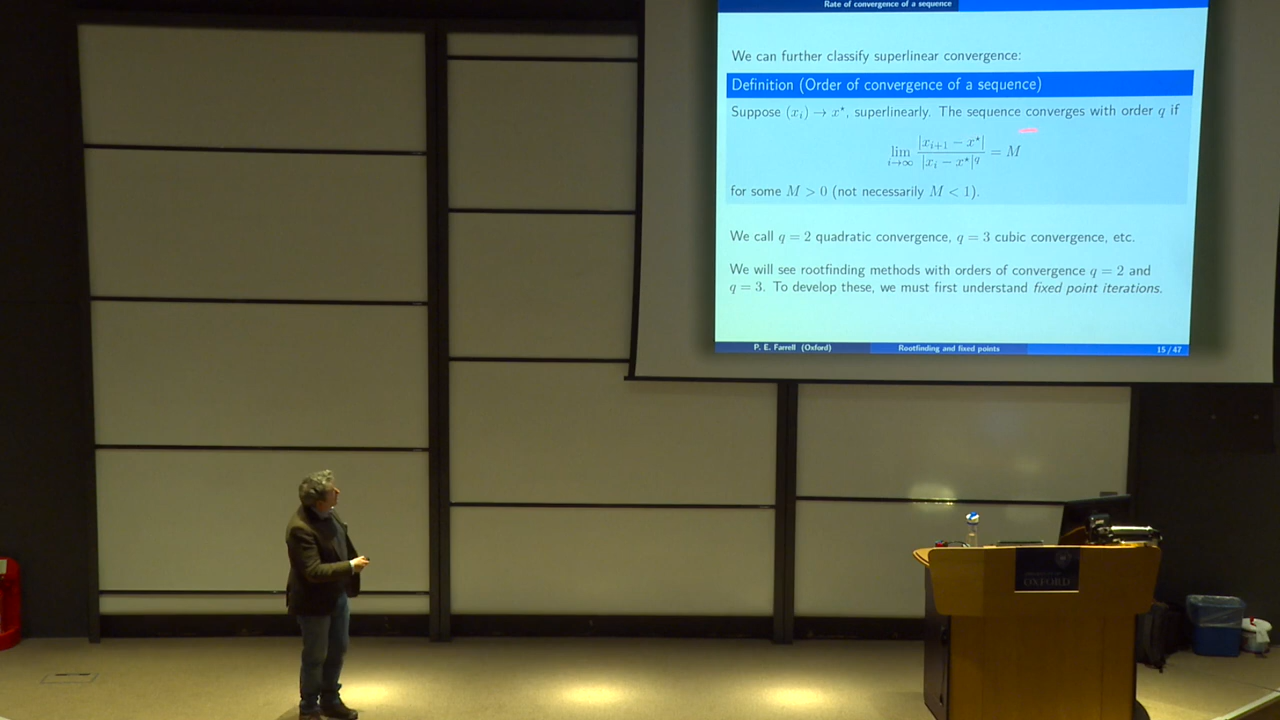 Rate of convergence of a sequence
We can further classify superlinear convergence:
Definition (Order of convergence of a sequence)
Suppose (x_i) → x*, superlinearly. The sequence converges with order q if
lim_{i→∞} |x_{i+1} − x*| / |x_i − x*|^q = M
for some M > 0 (not necessarily M < 1).
We call q = 2 quadratic convergence, q = 3 cubic convergence, etc.
We will see rootfinding methods with orders of convergence q = 2 and
q = 3. To develop these, we must first understand fixed point iterations.
P. E. Farrell (Oxford) Rootfinding and fixed points 15 / 47
OXFORD